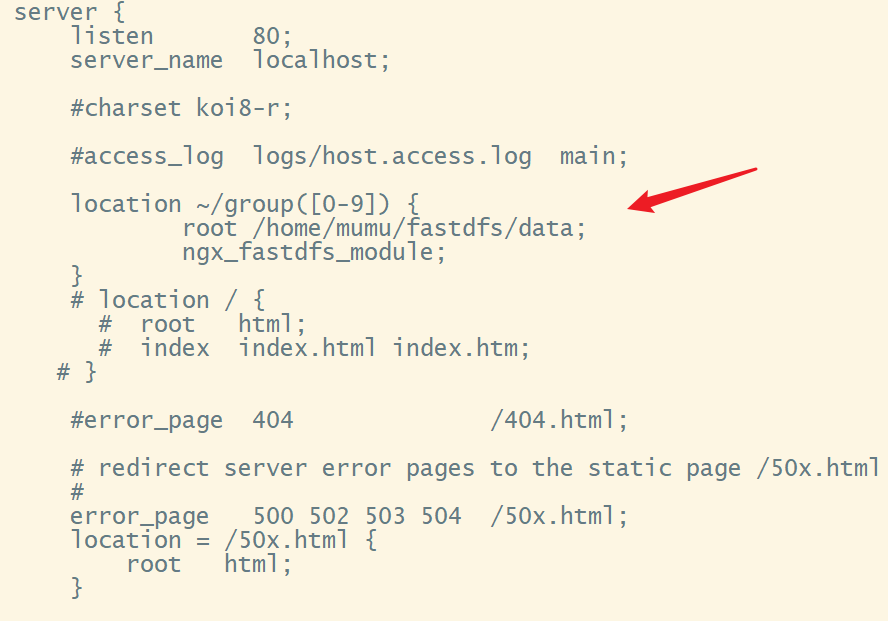 server {
    listen       80;
    server_name  localhost;

    #charset koi8-r;

    #access_log  logs/host.access.log  main;

    location ~/group([0-9]) {
            root /home/mumu/fastdfs/data;
            ngx_fastdfs_module;
    }
    # location / {
      #  root   html;
      #  index  index.html index.htm;
   # }

    #error_page  404              /404.html;

    # redirect server error pages to the static page /50x.html
    #
    error_page   500 502 503 504  /50x.html;
    location = /50x.html {
        root   html;
    }